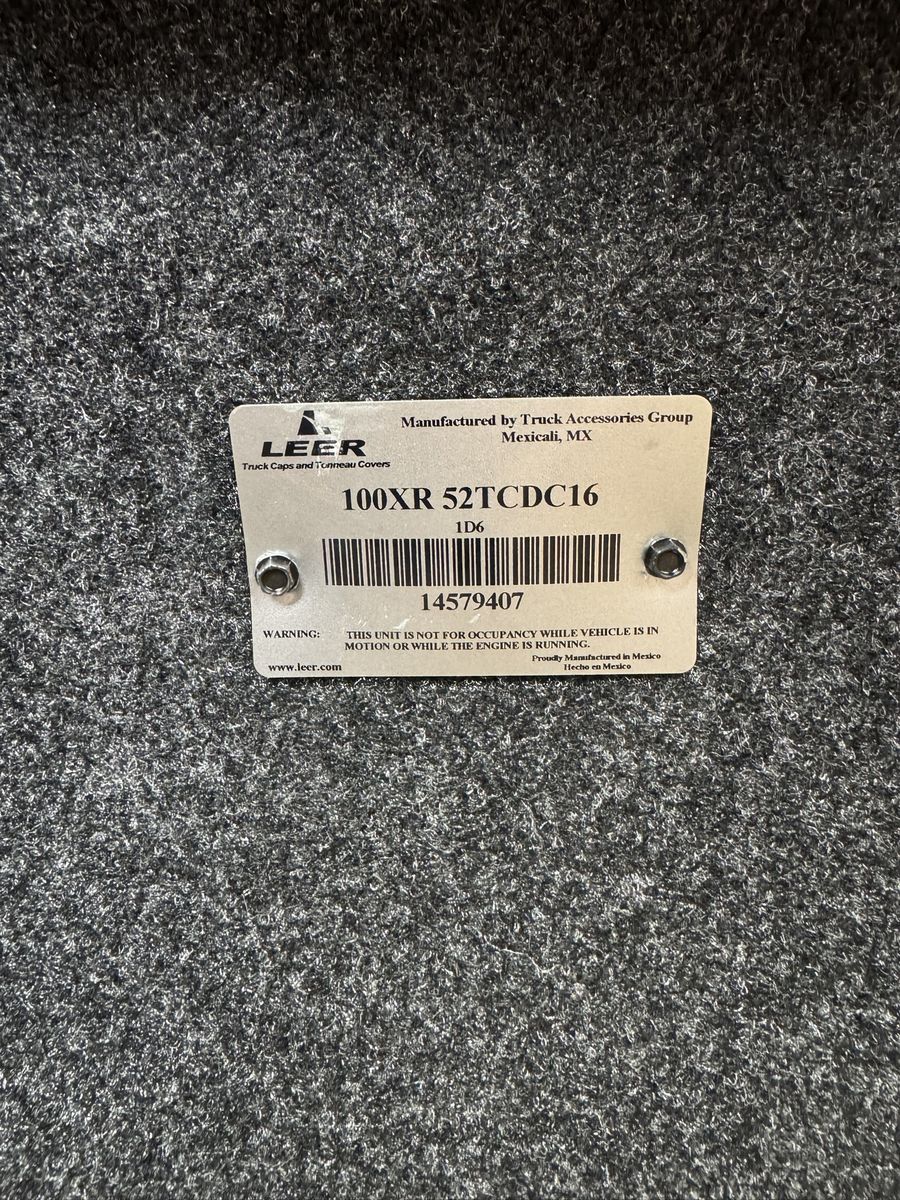 LEER
Truck Caps and Tonneau Covers
Manufactured by Truck Accessories Group
Mexicali, MX
100XR 52TCDC16
1D6
14579407
WARNING: THIS UNIT IS NOT FOR OCCUPANCY WHILE VEHICLE IS IN
MOTION OR WHILE THE ENGINE IS RUNNING.
Proudly Manufactured in Mexico
www.leer.com
Hecho en Mexico